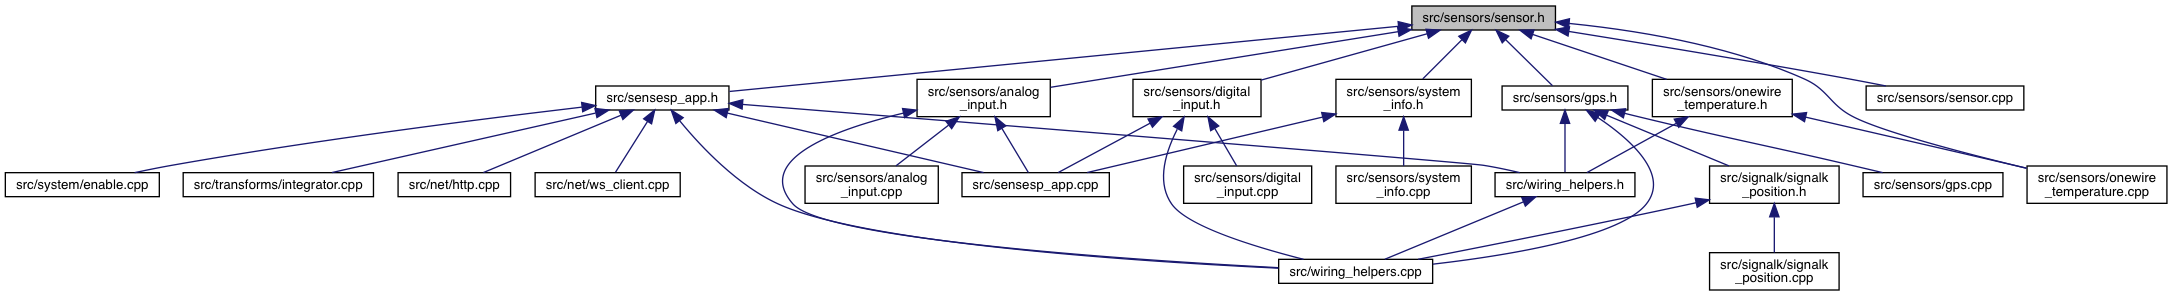 src/sensors/sensor.h
src/sensesp_app.h
src/sensors/analog
_input.h
src/sensors/digital
_input.h
src/sensors/system
_info.h
src/sensors/gps.h
src/sensors/onewire
_temperature.h
src/sensors/sensor.cpp
src/system/enable.cpp
src/transforms/integrator.cpp
src/net/http.cpp
src/net/ws_client.cpp
src/sensors/analog
_input.cpp
src/sensesp_app.cpp
src/sensors/digital
_input.cpp
src/sensors/system
_info.cpp
src/wiring_helpers.h
src/signalk/signalk
_position.h
src/sensors/gps.cpp
src/sensors/onewire
_temperature.cpp
src/wiring_helpers.cpp
src/signalk/signalk
_position.cpp